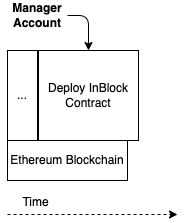 Manager
Account
...
Deploy InBlock
Contract
Ethereum Blockchain
Time